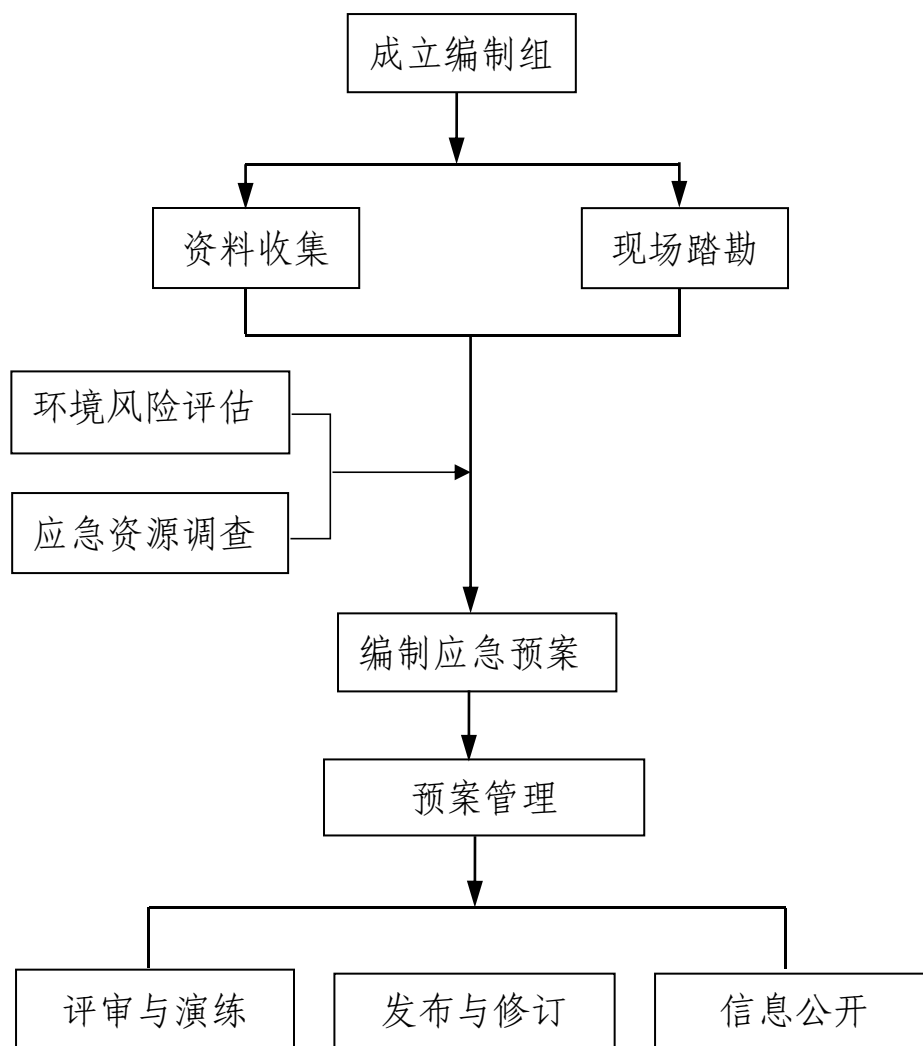 成立编制组
资料收集
现场踏勘
环境风险评估
应急资源调查
编制应急预案
预案管理
评审与演练
发布与修订
信息公开